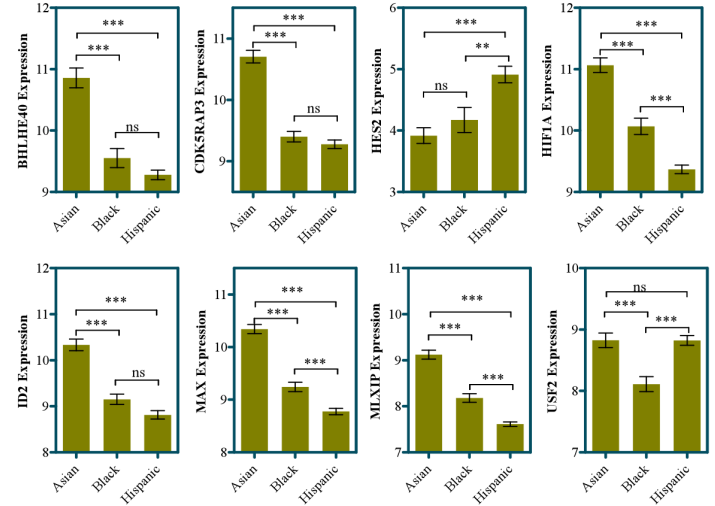 BHLHE40 Expression
12
11
10
9
***
***
ns
Asian
Black
Hispanic
CDK5RAP3 Expression
11
10
9
***
***
ns
Asian
Black
Hispanic
HES2 Expression
6
5
4
3
***
**
ns
Asian
Black
Hispanic
HIF1A Expression
12
11
10
9
***
***
***
Asian
Black
Hispanic
ID2 Expression
12
11
10
9
8
***
***
ns
Asian
Black
Hispanic
MAX Expression
11
10
9
8
***
***
***
Asian
Black
Hispanic
MLXIP Expression
11
10
9
8
7
***
***
***
Asian
Black
Hispanic
USF2 Expression
10
9
8
7
ns
***
***
Asian
Black
Hispanic